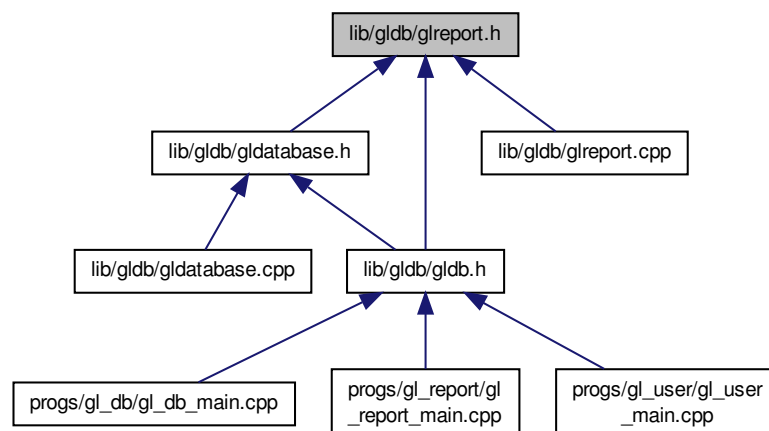 lib/gldb/glreport.h
lib/gldb/gldatabase.h
lib/gldb/glreport.cpp
lib/gldb/gldatabase.cpp
lib/gldb/gldb.h
progs/gl_db/gl_db_main.cpp
progs/gl_report/gl
_report_main.cpp
progs/gl_user/gl_user
_main.cpp